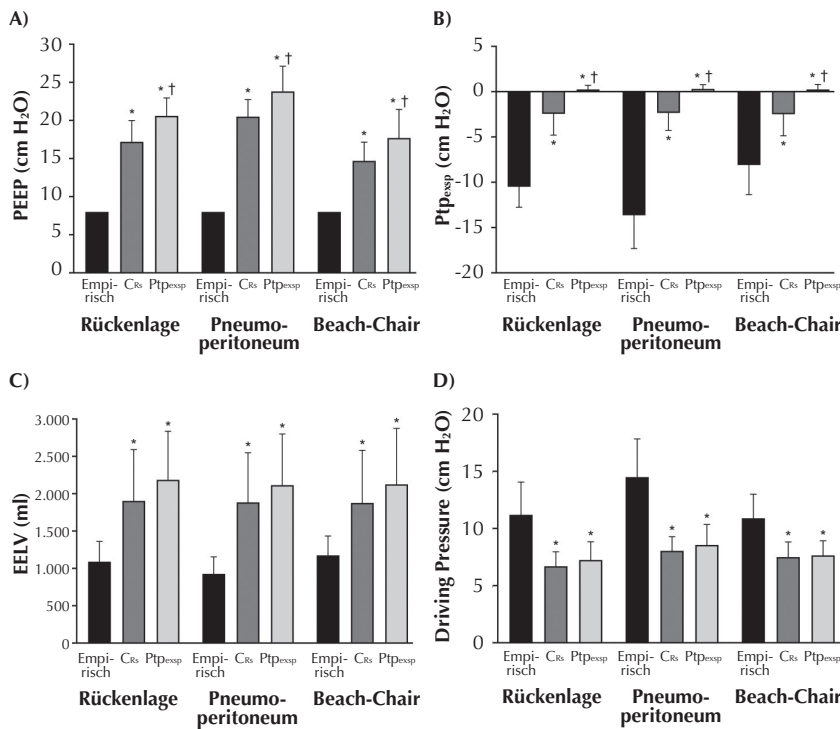 A)
PEEP (cm H₂O)
30
25
20
15
10
5
0
* * †
* * †
* * †
Empi-
risch CRs Ptpexsp
Empi-
risch CRs Ptpexsp
Empi-
risch CRs Ptpexsp
Rückenlage
Pneumo-
peritoneum
Beach-Chair
B)
Ptpexsp (cm H₂O)
5
0
-5
-10
-15
-20
* * †
* * †
* * †
Empi-
risch CRs Ptpexsp
Empi-
risch CRs Ptpexsp
Empi-
risch CRs Ptpexsp
Rückenlage
Pneumo-
peritoneum
Beach-Chair
C)
EELV (ml)
3.000
2.500
2.000
1.500
1.000
500
0
* *
* *
* *
Empi-
risch CRs Ptpexsp
Empi-
risch CRs Ptpexsp
Empi-
risch CRs Ptpexsp
Rückenlage
Pneumo-
peritoneum
Beach-Chair
D)
Driving Pressure (cm H₂O)
20
15
10
5
0
* *
* *
* *
Empi-
risch CRs Ptpexsp
Empi-
risch CRs Ptpexsp
Empi-
risch CRs Ptpexsp
Rückenlage
Pneumo-
peritoneum
Beach-Chair